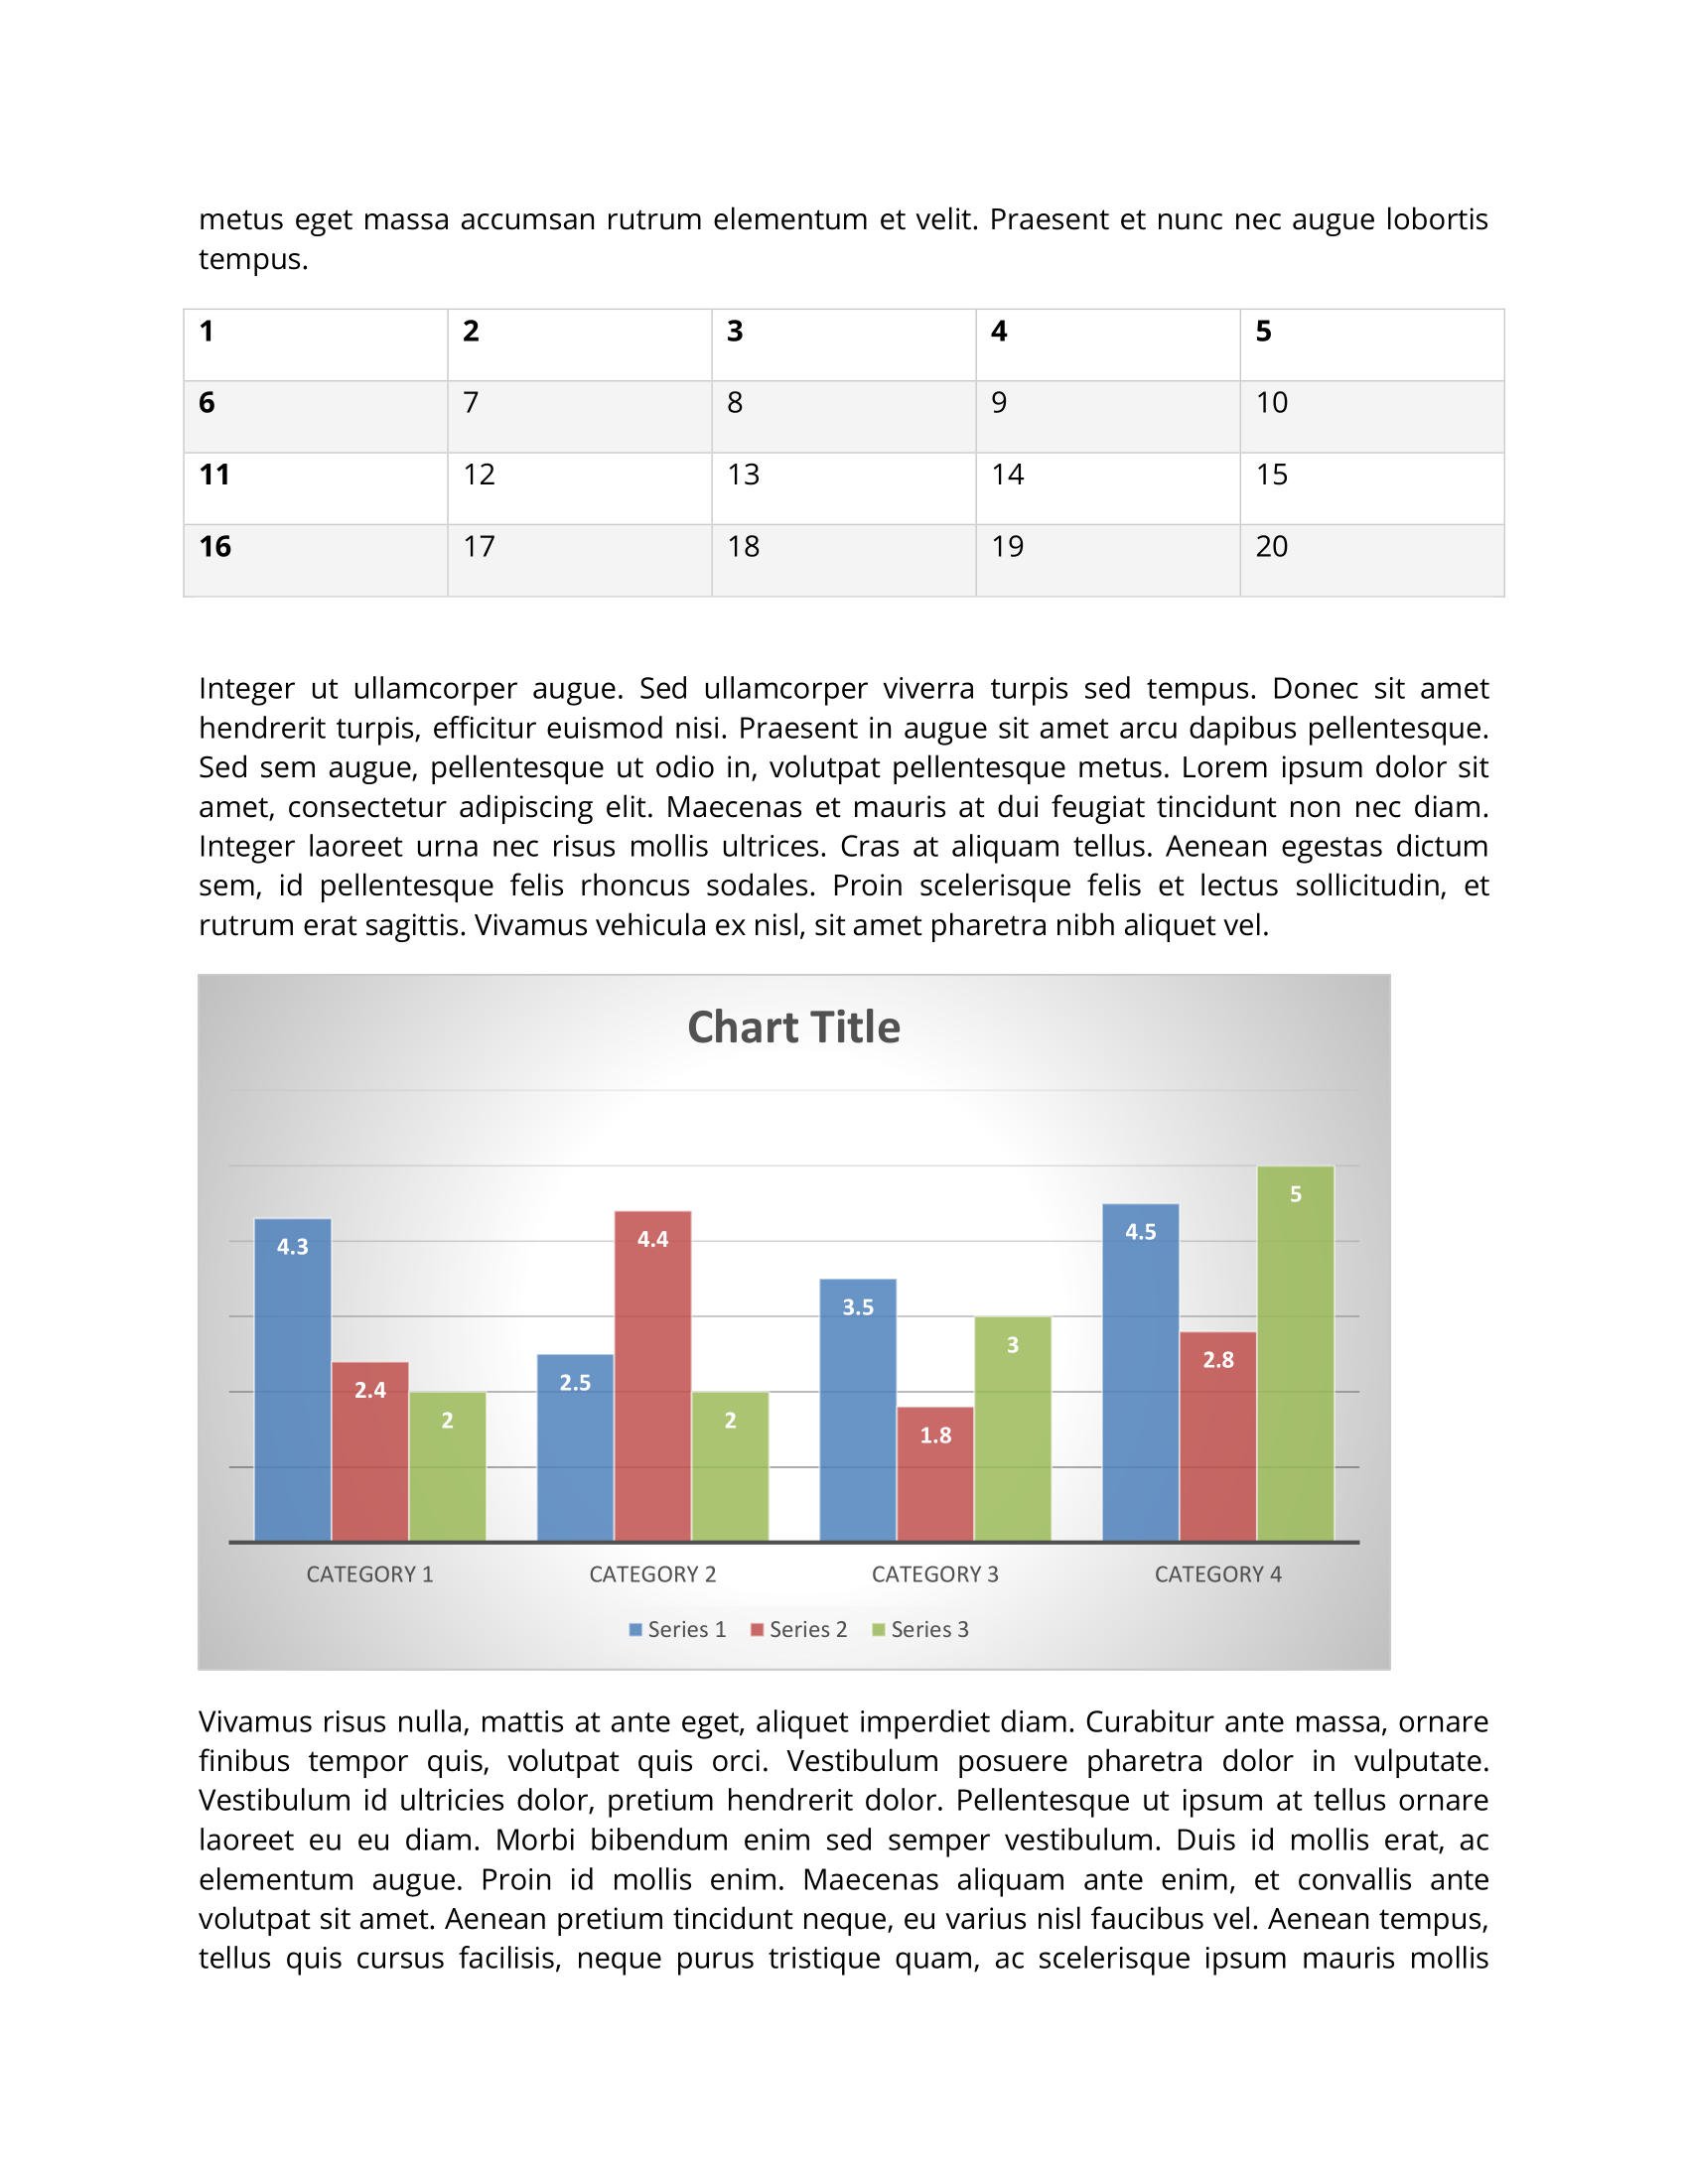 metus eget massa accumsan rutrum elementum et velit. Praesent et nunc nec augue lobortis
tempus.
1 2 3 4 5
6 7 8 9 10
11 12 13 14 15
16 17 18 19 20
Integer ut ullamcorper augue. Sed ullamcorper viverra turpis sed tempus. Donec sit amet
hendrerit turpis, efficitur euismod nisi. Praesent in augue sit amet arcu dapibus pellentesque.
Sed sem augue, pellentesque ut odio in, volutpat pellentesque metus. Lorem ipsum dolor sit
amet, consectetur adipiscing elit. Maecenas et mauris at dui feugiat tincidunt non nec diam.
Integer laoreet urna nec risus mollis ultrices. Cras at aliquam tellus. Aenean egestas dictum
sem, id pellentesque felis rhoncus sodales. Proin scelerisque felis et lectus sollicitudin, et
rutrum erat sagittis. Vivamus vehicula ex nisl, sit amet pharetra nibh aliquet vel.
Chart Title
4.3 2.4 2 2.5 4.4 2 3.5 1.8 3 4.5 2.8 5
CATEGORY 1 CATEGORY 2 CATEGORY 3 CATEGORY 4
Series 1 Series 2 Series 3
Vivamus risus nulla, mattis at ante eget, aliquet imperdiet diam. Curabitur ante massa, ornare
finibus tempor quis, volutpat quis orci. Vestibulum posuere pharetra dolor in vulputate.
Vestibulum id ultricies dolor, pretium hendrerit dolor. Pellentesque ut ipsum at tellus ornare
laoreet eu eu diam. Morbi bibendum enim sed semper vestibulum. Duis id mollis erat, ac
elementum augue. Proin id mollis enim. Maecenas aliquam ante enim, et convallis ante
volutpat sit amet. Aenean pretium tincidunt neque, eu varius nisl faucibus vel. Aenean tempus,
tellus quis cursus facilisis, neque purus tristique quam, ac scelerisque ipsum mauris mollis